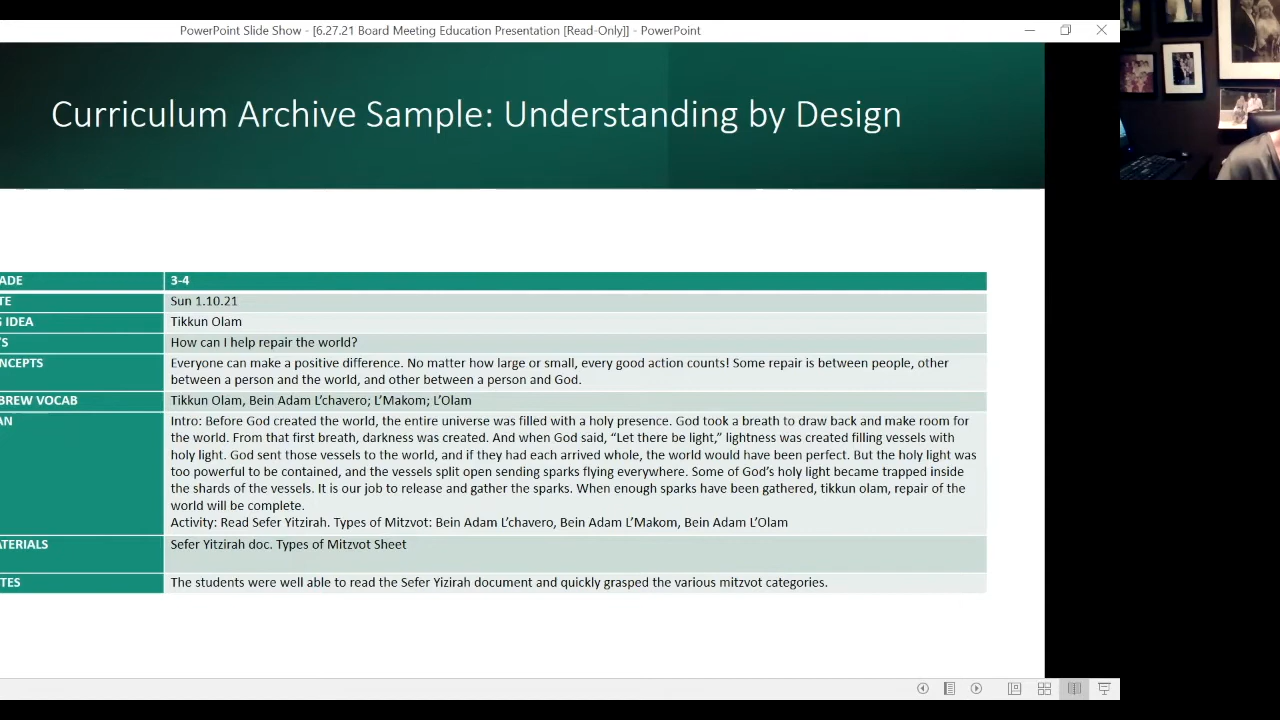 PowerPoint Slide Show - [6.27.21 Board Meeting Education Presentation [Read-Only]] - PowerPoint
Curriculum Archive Sample: Understanding by Design
ADE 3-4
TE Sun 1.10.21
G IDEA Tikkun Olam
'S How can I help repair the world?
NCEPTS Everyone can make a positive difference. No matter how large or small, every good action counts! Some repair is between people, other
between a person and the world, and other between a person and God.
BREW VOCAB Tikkun Olam, Bein Adam L'chavero; L'Makom; L'Olam
AN Intro: Before God created the world, the entire universe was filled with a holy presence. God took a breath to draw back and make room for
the world. From that first breath, darkness was created. And when God said, “Let there be light,” lightness was created filling vessels with
holy light. God sent those vessels to the world, and if they had each arrived whole, the world would have been perfect. But the holy light was
too powerful to be contained, and the vessels split open sending sparks flying everywhere. Some of God's holy light became trapped inside
the shards of the vessels. It is our job to release and gather the sparks. When enough sparks have been gathered, tikkun olam, repair of the
world will be complete.
Activity: Read Sefer Yitzirah. Types of Mitzvot: Bein Adam L'chavero, Bein Adam L'Makom, Bein Adam L'Olam
ATERIALS Sefer Yitzirah doc. Types of Mitzvot Sheet
TES The students were well able to read the Sefer Yizirah document and quickly grasped the various mitzvot categories.